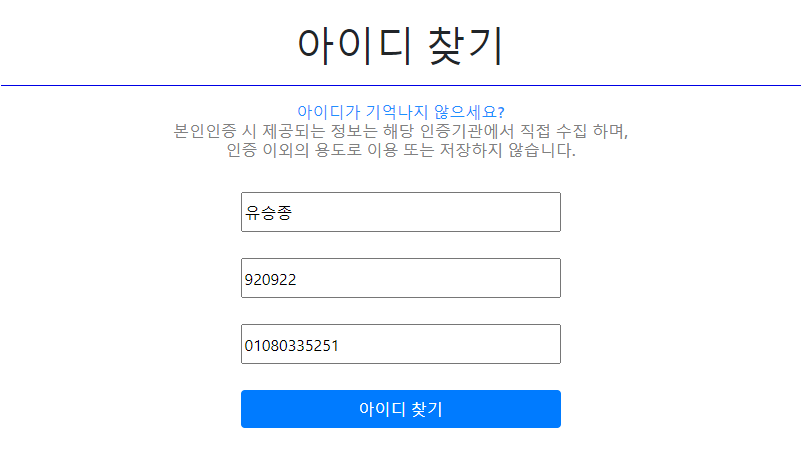 아이디 찾기
아이디가 기억나지 않으세요?
본인인증 시 제공되는 정보는 해당 인증기관에서 직접 수집 하며,
인증 이외의 용도로 이용 또는 저장하지 않습니다.
유승종
920922
01080335251
아이디 찾기